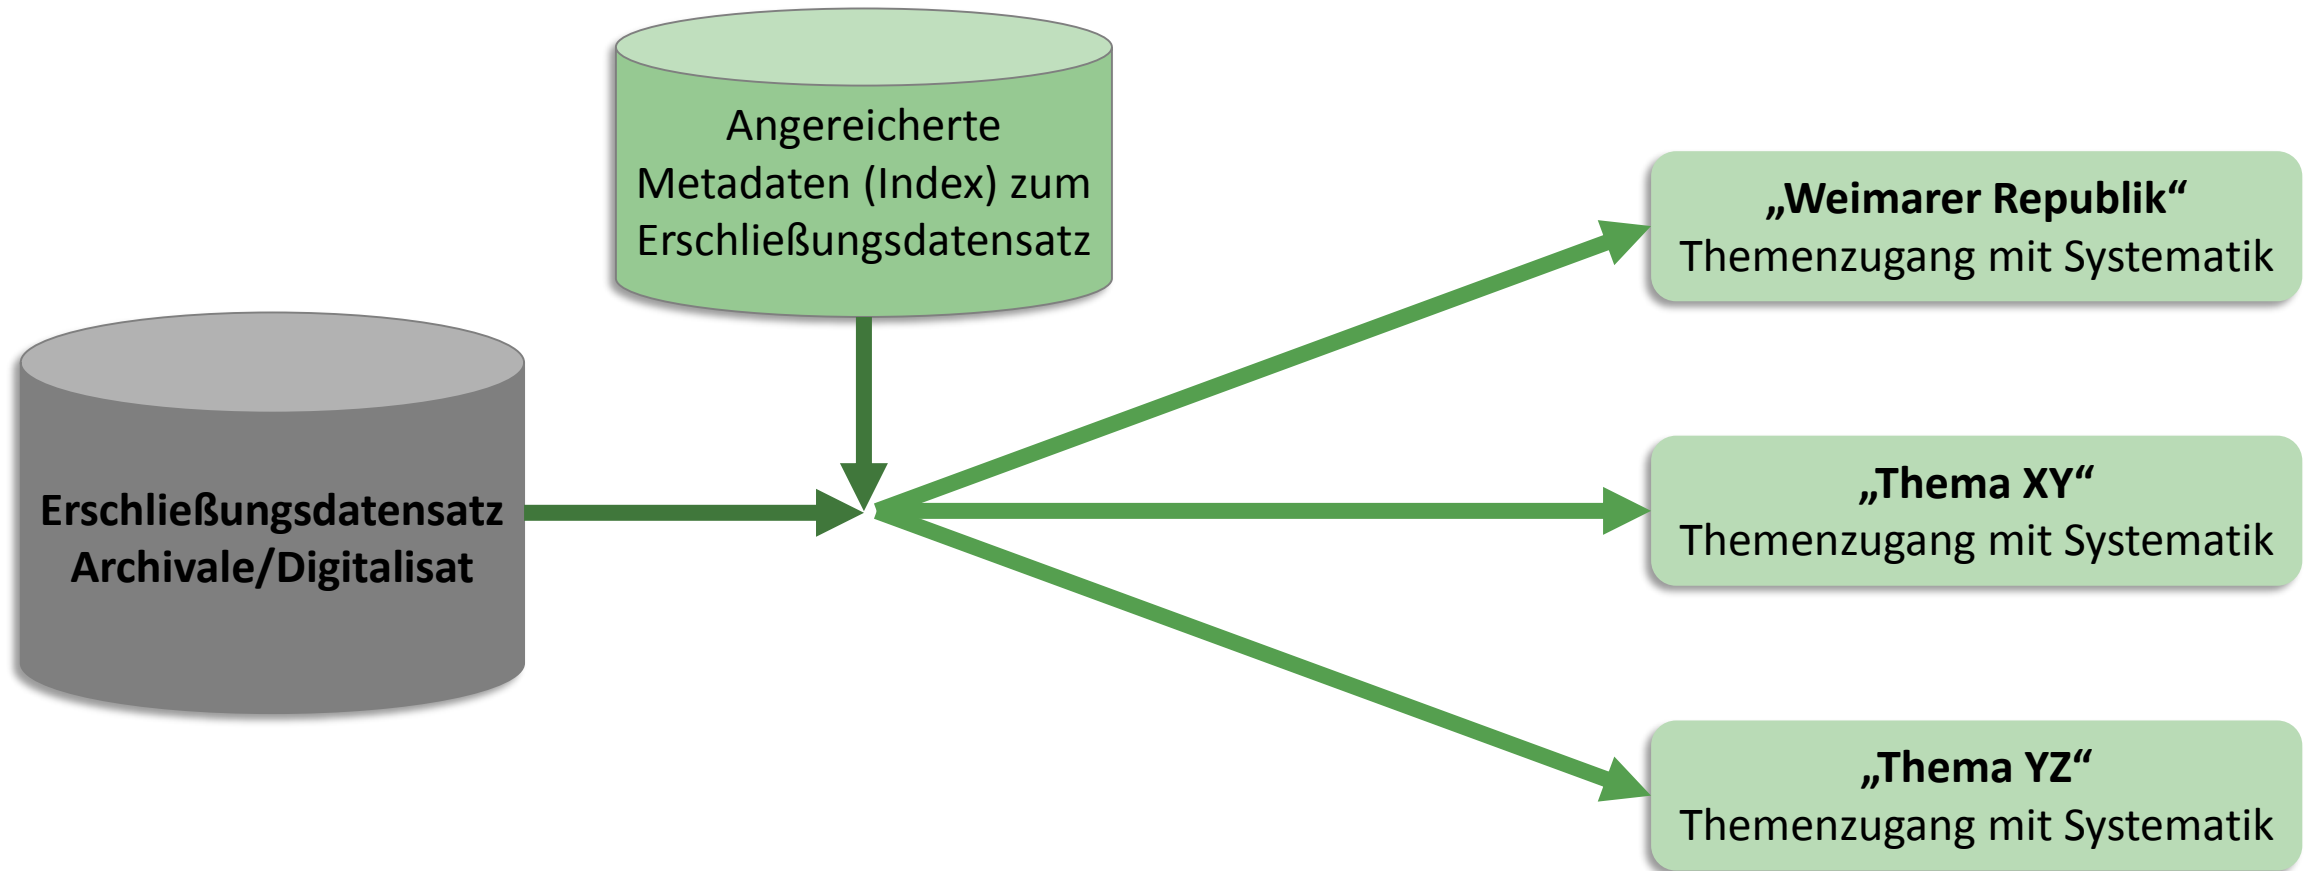 Angereicherte
Metadaten (Index) zum
Erschließungsdatensatz
Erschließungsdatensatz
Archivale/Digitalisat
„Weimarer Republik“
Themenzugang mit Systematik
„Thema XY“
Themenzugang mit Systematik
„Thema YZ“
Themenzugang mit Systematik